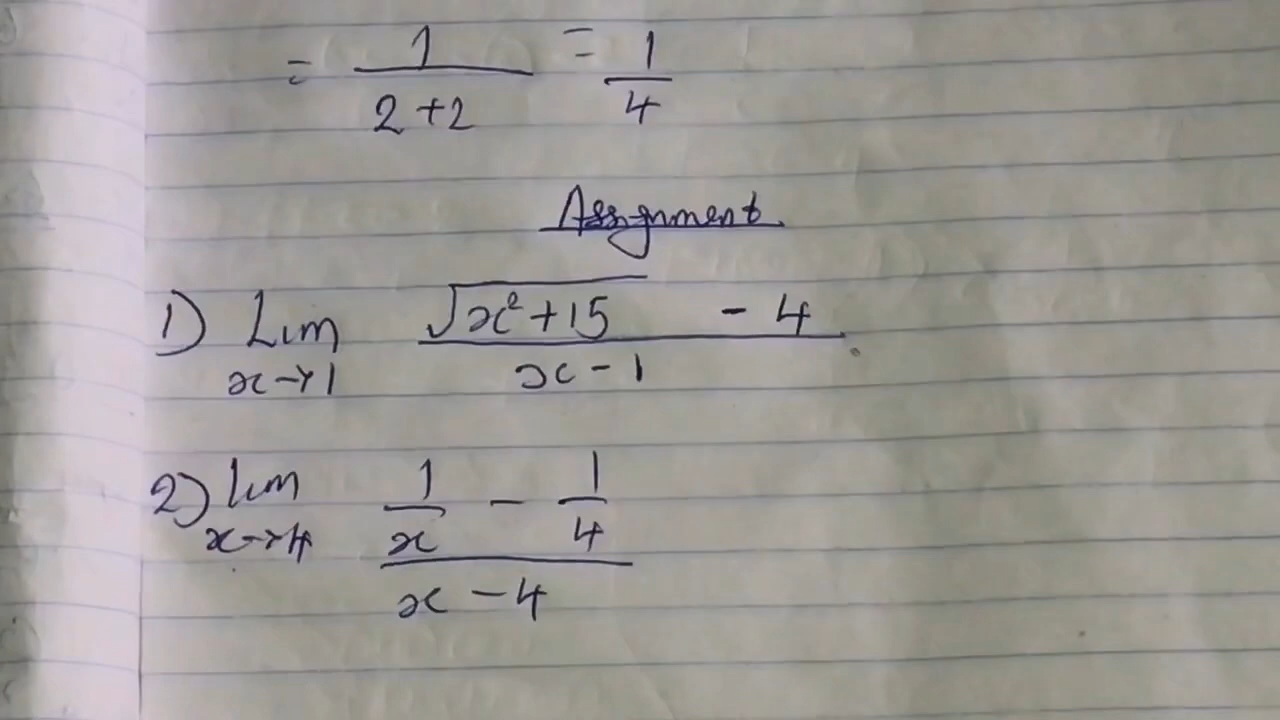 = 1/(2+2) = 1/4
Assignment
1) Lim x→1 (√(x²+15) - 4)/(x-1)
2) lim x→4 (1/x - 1/4)/(x-4)